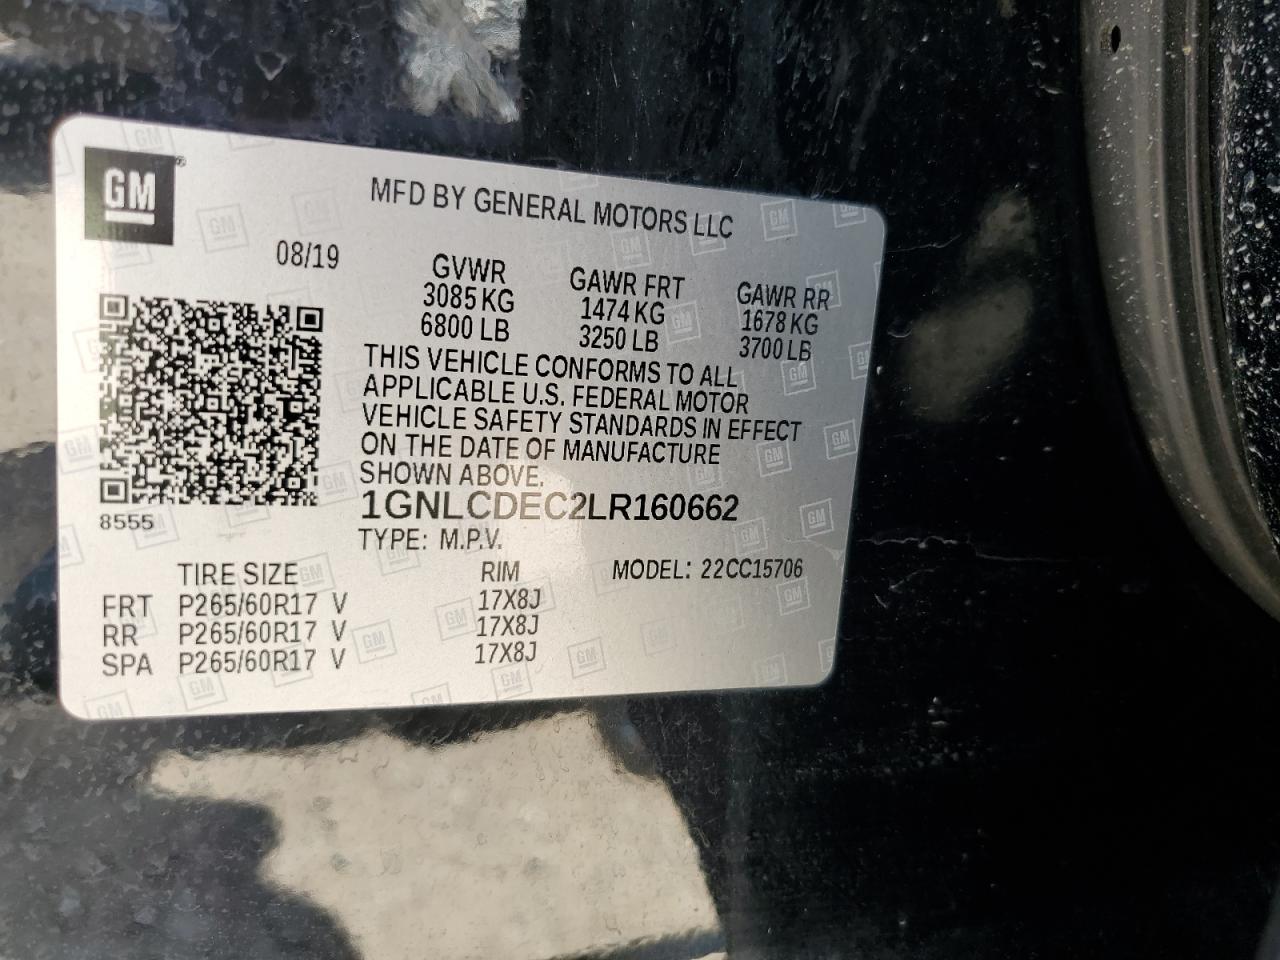 GM
MFD BY GENERAL MOTORS LLC
08/19
GVWR GAWR FRT GAWR RR
3085 KG 1474 KG 1678 KG
6800 LB 3250 LB 3700 LB
THIS VEHICLE CONFORMS TO ALL
APPLICABLE U.S. FEDERAL MOTOR
VEHICLE SAFETY STANDARDS IN EFFECT
ON THE DATE OF MANUFACTURE
SHOWN ABOVE.
1GNLCDEC2LR160662
8555
TYPE: M.P.V.
TIRE SIZE RIM MODEL: 22CC15706
FRT P265/60R17 V 17X8J
RR P265/60R17 V 17X8J
SPA P265/60R17 V 17X8J